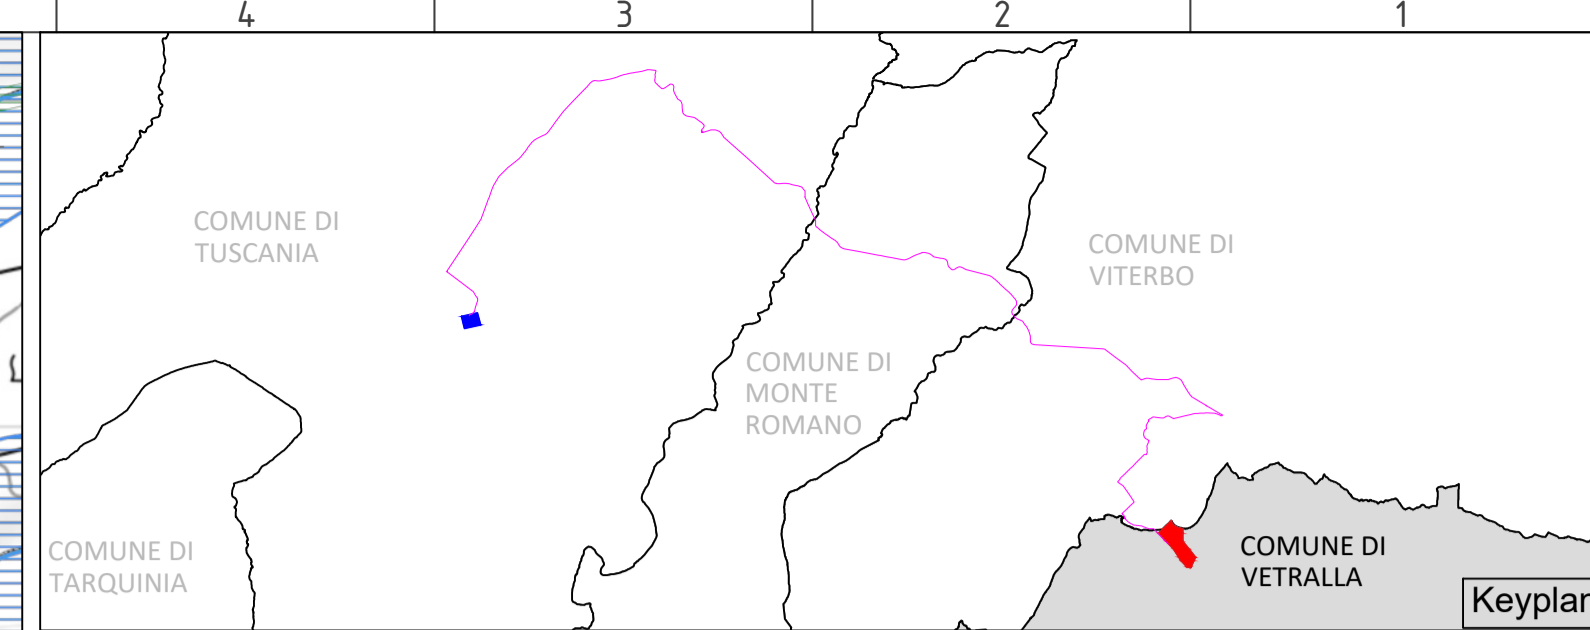 4 3 2 1
COMUNE DI
TUSCANIA
COMUNE DI
VITERBO
COMUNE DI
MONTE
ROMANO
COMUNE DI
TARQUINIA
COMUNE DI
VETRALLA
Keyplan